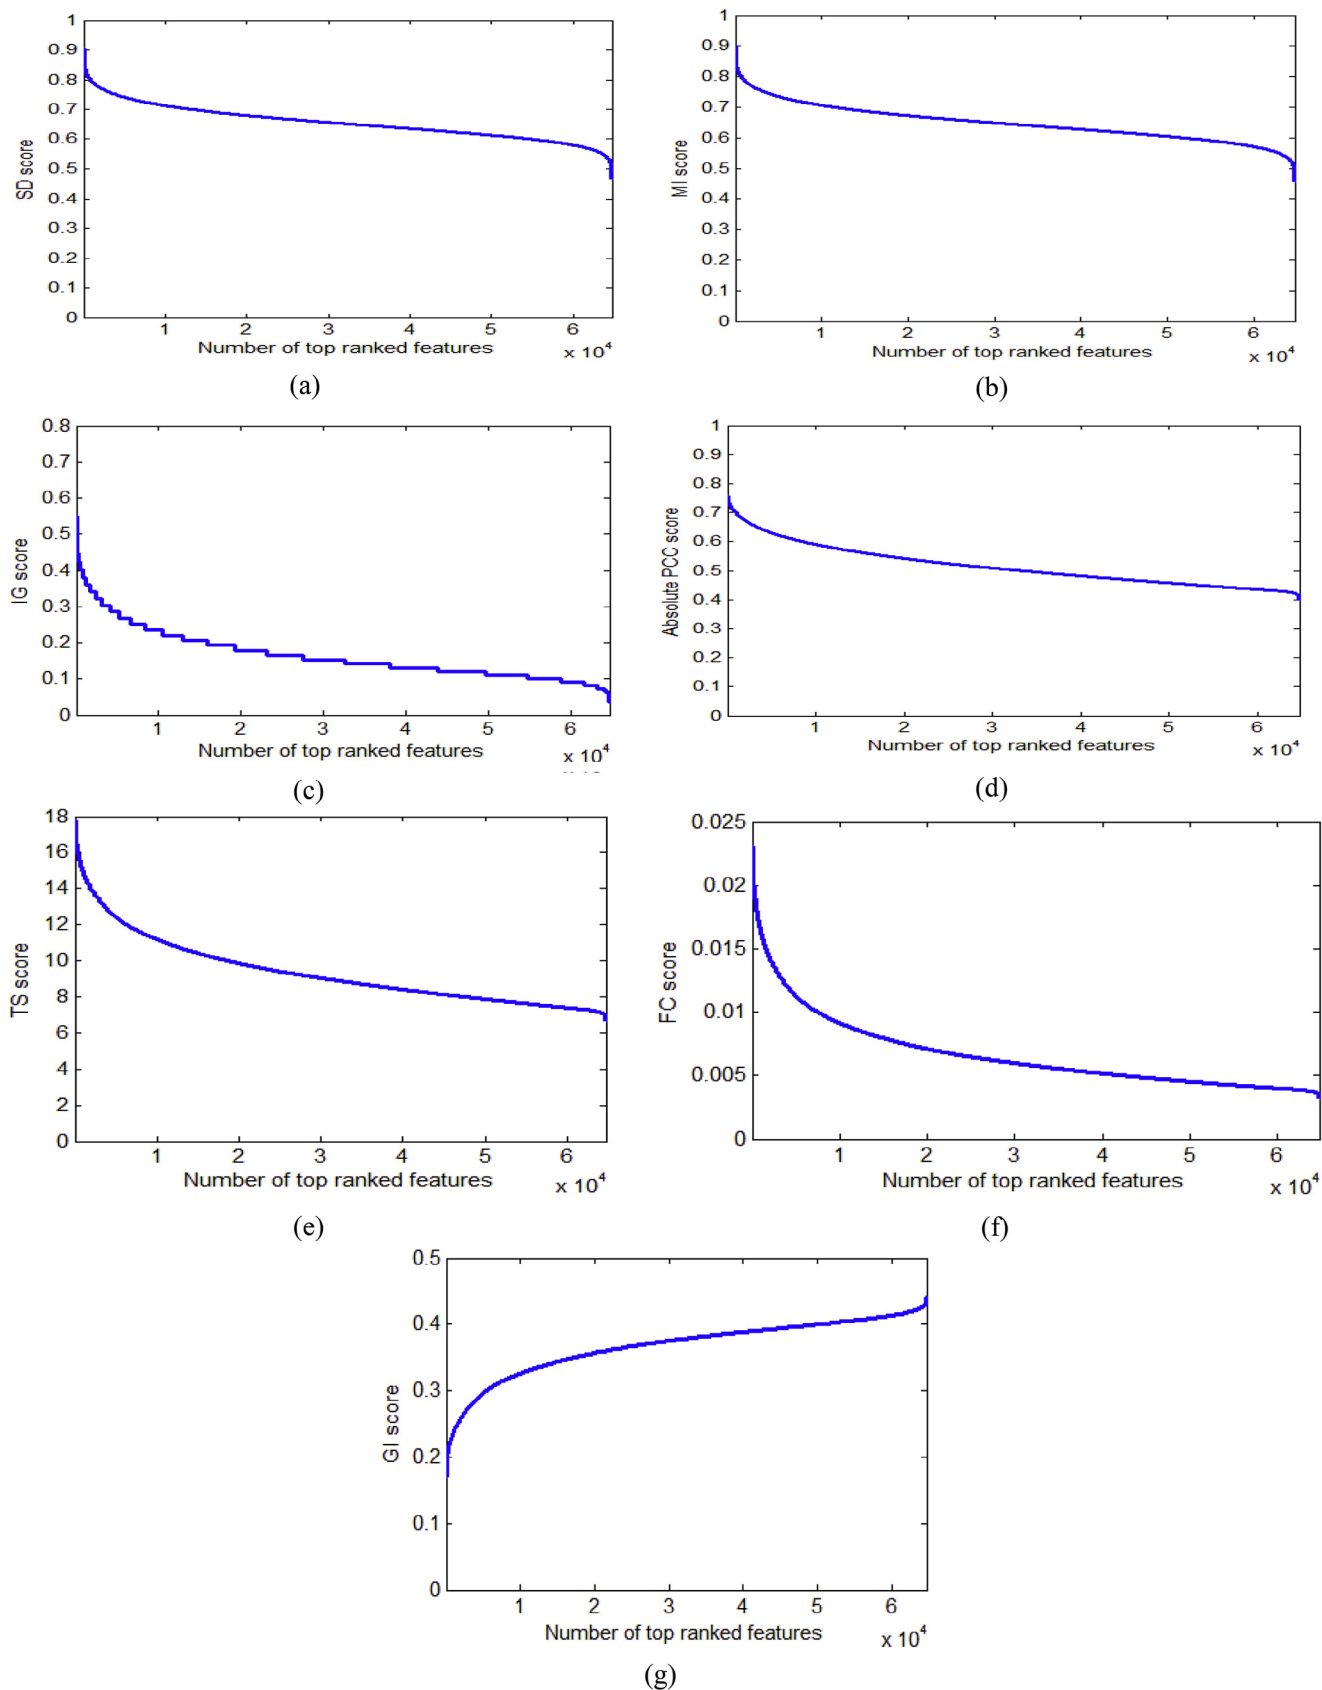 1
0.9
0.8
0.7
0.6
0.5
0.4
0.3
0.2
0.1
0
SD score
1 2 3 4 5 6
Number of top ranked features
x 10⁴
(a)
1
0.9
0.8
0.7
0.6
0.5
0.4
0.3
0.2
0.1
0
MI score
1 2 3 4 5 6
Number of top ranked features
x 10⁴
(b)
0.8
0.7
0.6
0.5
0.4
0.3
0.2
0.1
0
IG score
1 2 3 4 5 6
Number of top ranked features
x 10⁴
(c)
1
0.9
0.8
0.7
0.6
0.5
0.4
0.3
0.2
0.1
0
Absolute PCC score
1 2 3 4 5 6
Number of top ranked features
x 10⁴
(d)
18
16
14
12
10
8
6
4
2
0
TS score
1 2 3 4 5 6
Number of top ranked features
x 10⁴
(e)
0.025
0.02
0.015
0.01
0.005
0
FC score
1 2 3 4 5 6
Number of top ranked features
x 10⁴
(f)
0.5
0.4
0.3
0.2
0.1
0
GI score
1 2 3 4 5 6
Number of top ranked features
x 10⁴
(g)